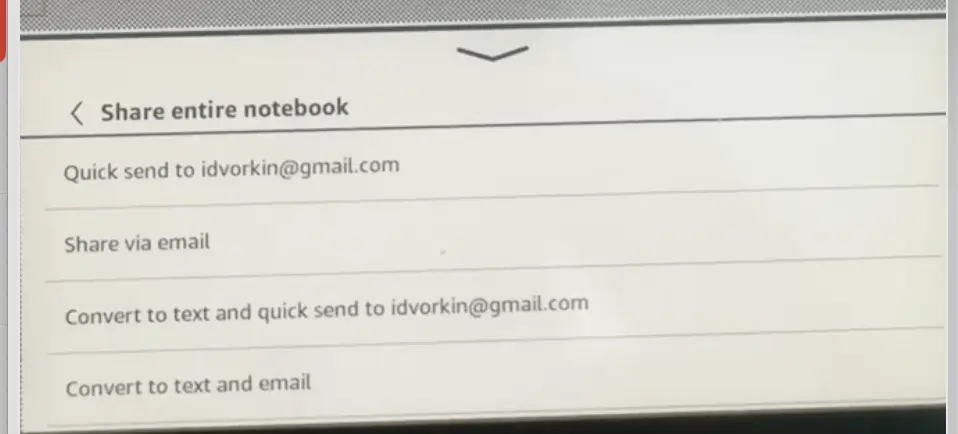 Share entire notebook
Quick send to idvorkin@gmail.com
Share via email
Convert to text and quick send to idvorkin@gmail.com
Convert to text and email